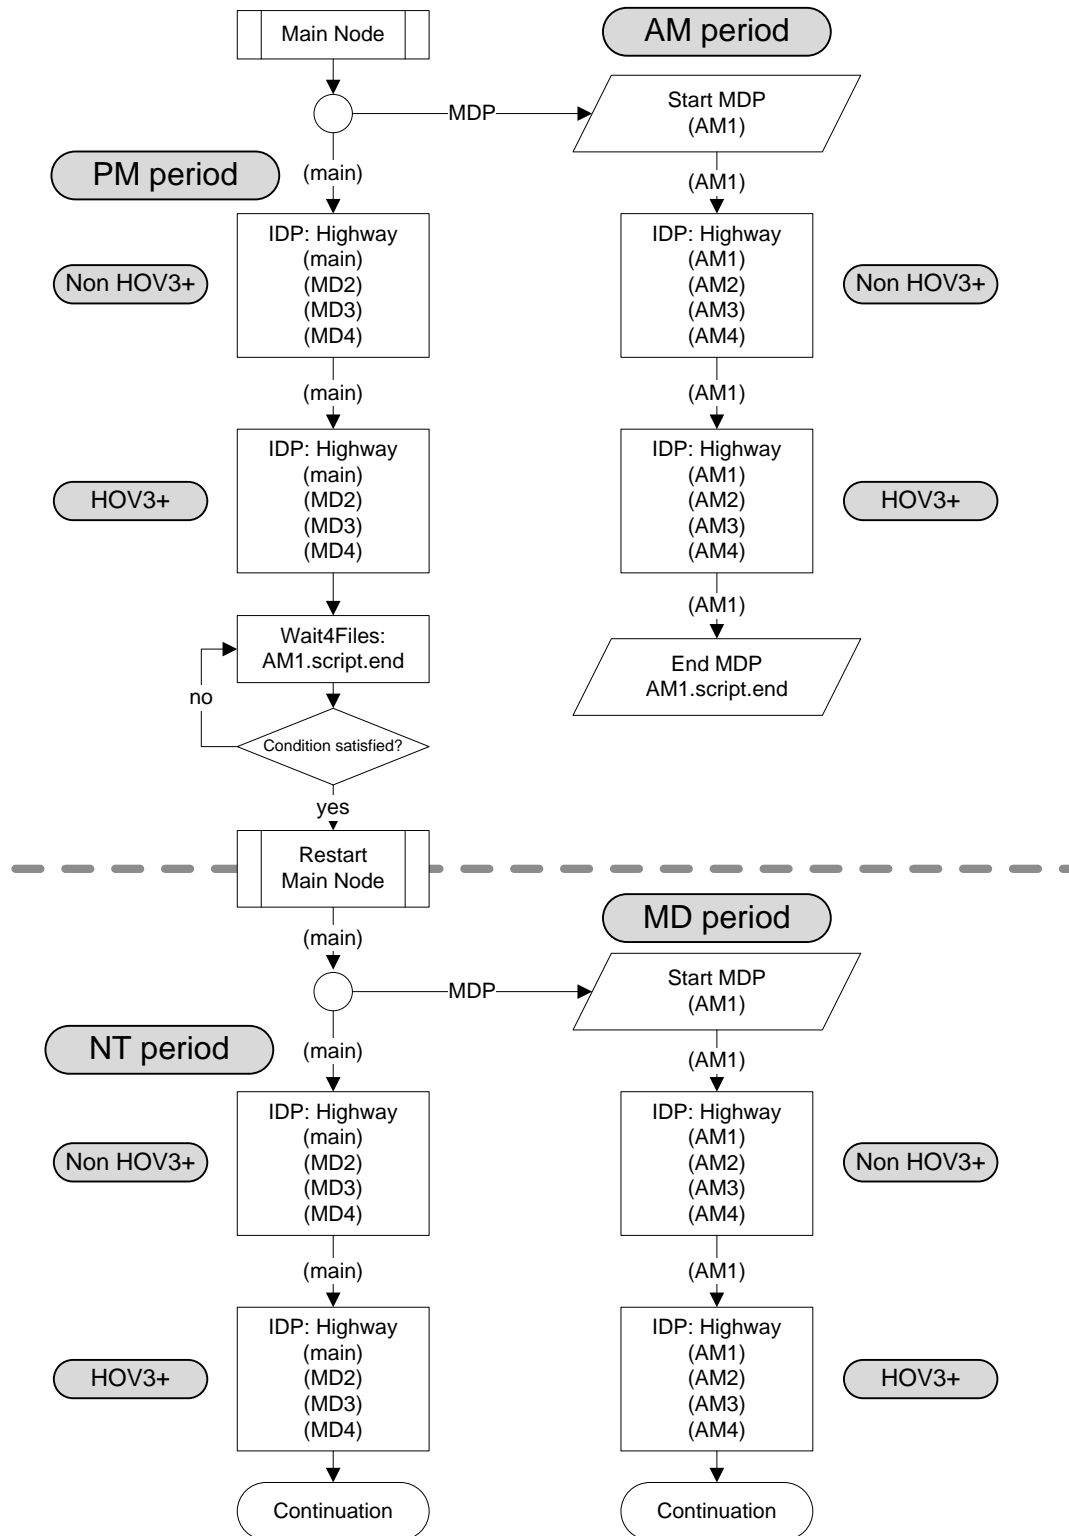 Main Node
AM period
MDP
Start MDP
(AM1)
PM period
(main)
(AM1)
Non HOV3+
IDP: Highway
(main)
(MD2)
(MD3)
(MD4)
IDP: Highway
(AM1)
(AM2)
(AM3)
(AM4)
Non HOV3+
(main)
(AM1)
HOV3+
IDP: Highway
(main)
(MD2)
(MD3)
(MD4)
IDP: Highway
(AM1)
(AM2)
(AM3)
(AM4)
HOV3+
(AM1)
Wait4Files:
AM1.script.end
End MDP
AM1.script.end
no
Condition satisfied?
yes
Restart
Main Node
MD period
(main)
MDP
Start MDP
(AM1)
NT period
(main)
(AM1)
Non HOV3+
IDP: Highway
(main)
(MD2)
(MD3)
(MD4)
IDP: Highway
(AM1)
(AM2)
(AM3)
(AM4)
Non HOV3+
(main)
(AM1)
HOV3+
IDP: Highway
(main)
(MD2)
(MD3)
(MD4)
IDP: Highway
(AM1)
(AM2)
(AM3)
(AM4)
HOV3+
Continuation
Continuation